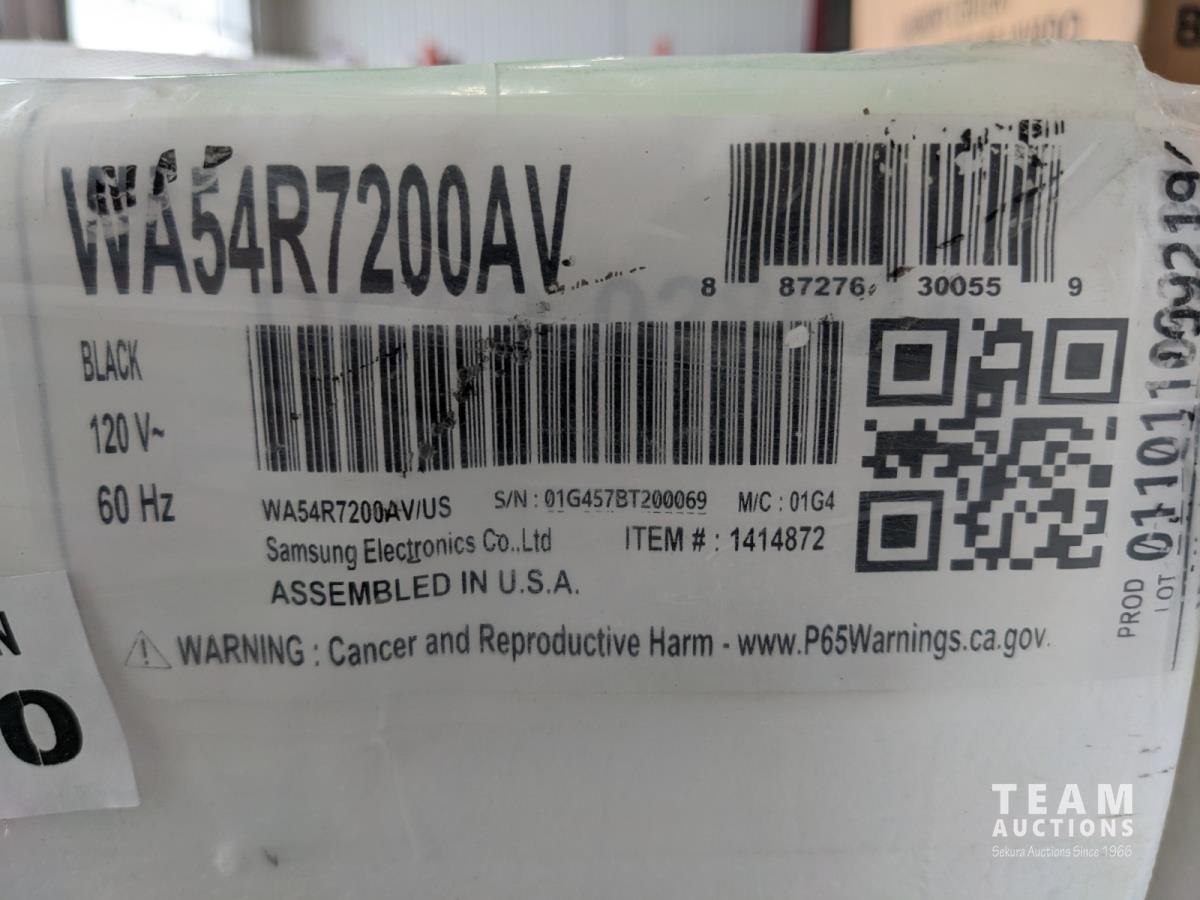 WA54R7200AV
8 87276 30055 9
BLACK
120 V~
60 Hz
WA54R7200AV/US S/N : 01G457BT200069 M/C : 01G4
Samsung Electronics Co.,Ltd ITEM # : 1414872
ASSEMBLED IN U.S.A.
WARNING : Cancer and Reproductive Harm - www.P65Warnings.ca.gov.
PROD
LOT
N
0
TEAM
AUCTIONS
Sekura Auctions Since 1966